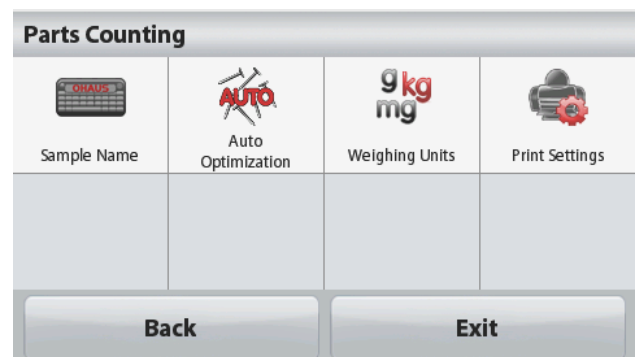 Parts Counting
OHAUS
Sample Name
AUTO
Auto
Optimization
g kg
mg
Weighing Units
Print Settings
Back
Exit